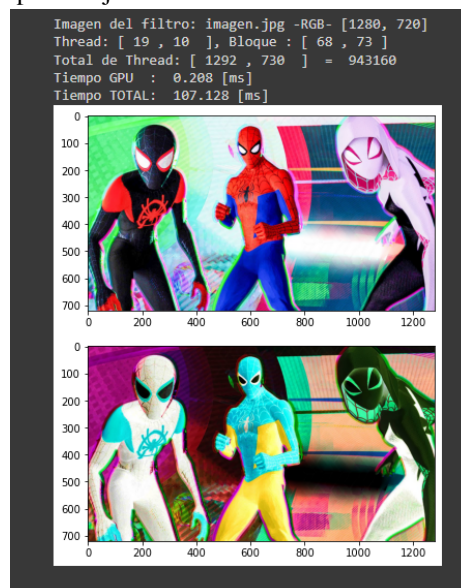 Imagen del filtro: imagen.jpg -RGB- [1280, 720]
Thread: [ 19 , 10  ], Bloque : [ 68 , 73 ]
Total de Thread: [ 1292 , 730  ]  =  943160
Tiempo GPU  :  0.208 [ms]
Tiempo TOTAL:  107.128 [ms]
0
100
200
300
400
500
600
700
0 200 400 600 800 1000 1200
0
100
200
300
400
500
600
700
0 200 400 600 800 1000 1200